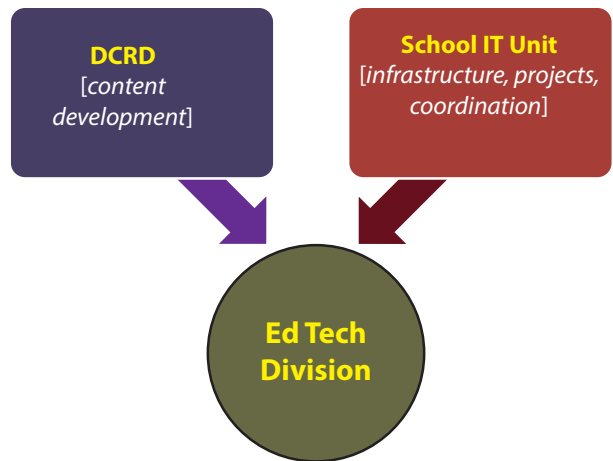 DCRD
[content
development]
School IT Unit
[infrastructure, projects,
coordination]
Ed Tech
Division